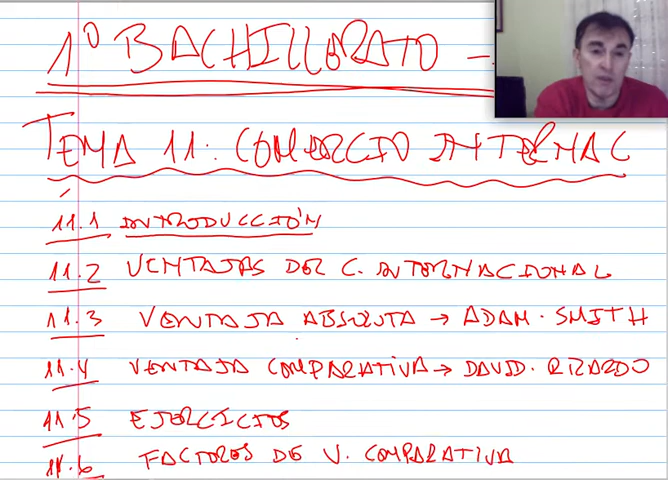 1º BACHILLERATO -
TEMA 11: COMERCIO INTERNAC
11.1 INTRODUCCIÓN
11.2 VENTAJAS DEL C. INTERNACIONAL
11.3 VENTAJA ABSOLUTA → ADAM. SMITH
11.4 VENTAJA COMPARATIVA → DAVID. RIZARDO
11.5 EJERCICIOS
11.6 FACTORES DE V. COMPARATIVA